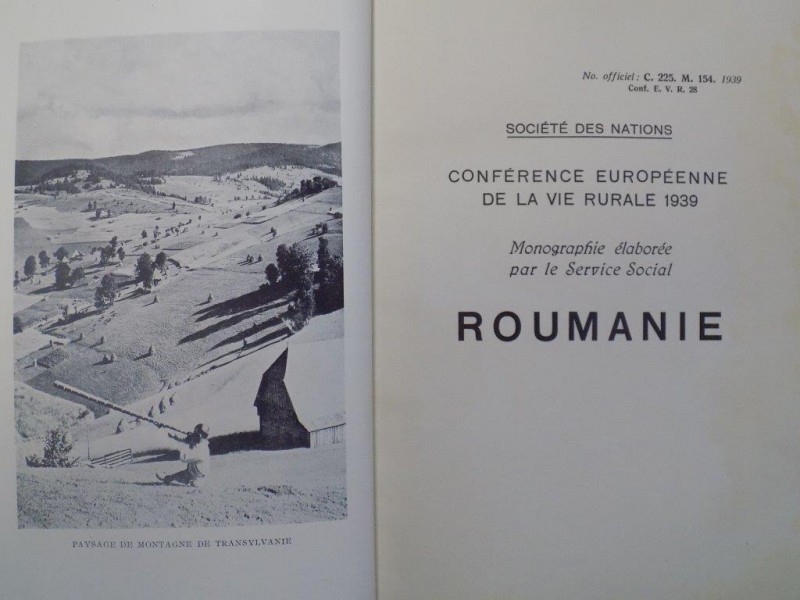 PAYSAGE DE MONTAGNE DE TRANSYLVANIE
No. officiel : C. 225. M. 154. 1939
Conf. E. V. R. 28
SOCIÉTÉ DES NATIONS
CONFÉRENCE EUROPÉENNE
DE LA VIE RURALE 1939
Monographie élaborée
par le Service Social
ROUMANIE